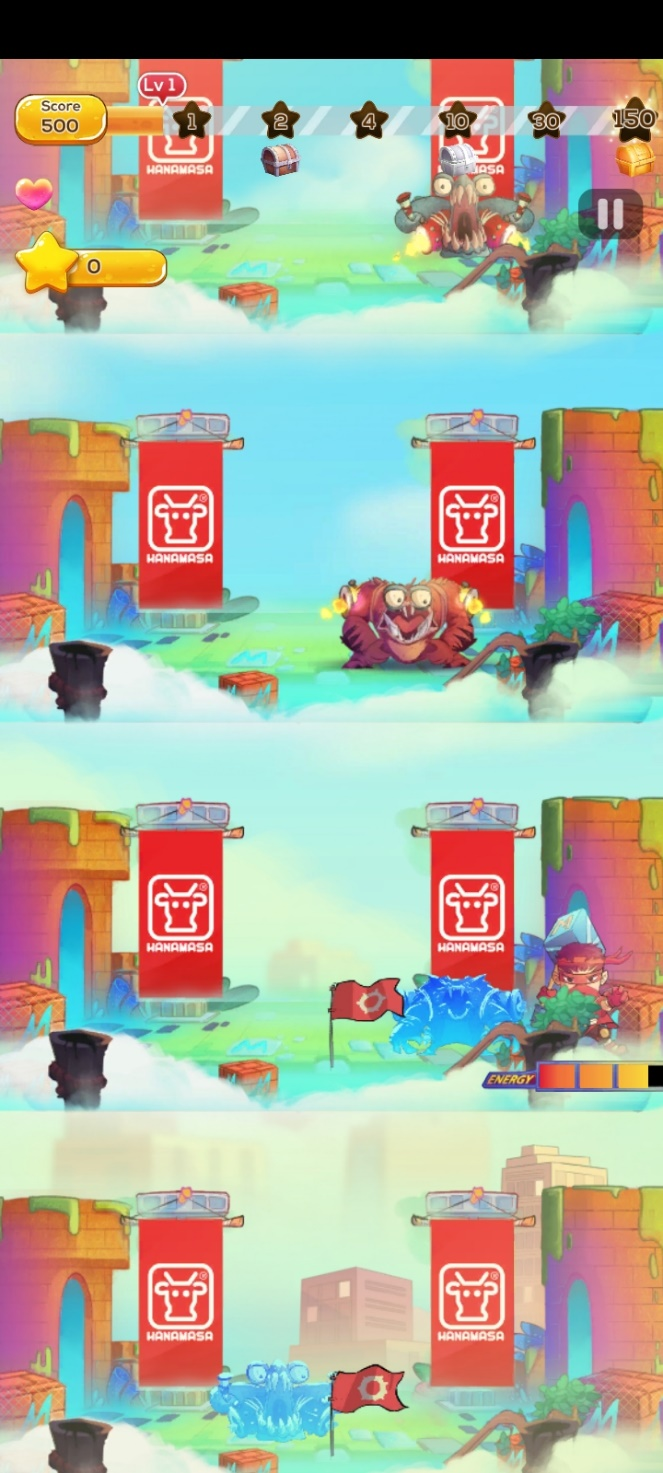 Lv 1
Score
500
1
2
4
10
30
150
HANAMASA
HANAMASA
0
®
HANAMASA
®
HANAMASA
®
HANAMASA
®
HANAMASA
ENERGY
®
HANAMASA
®
HANAMASA